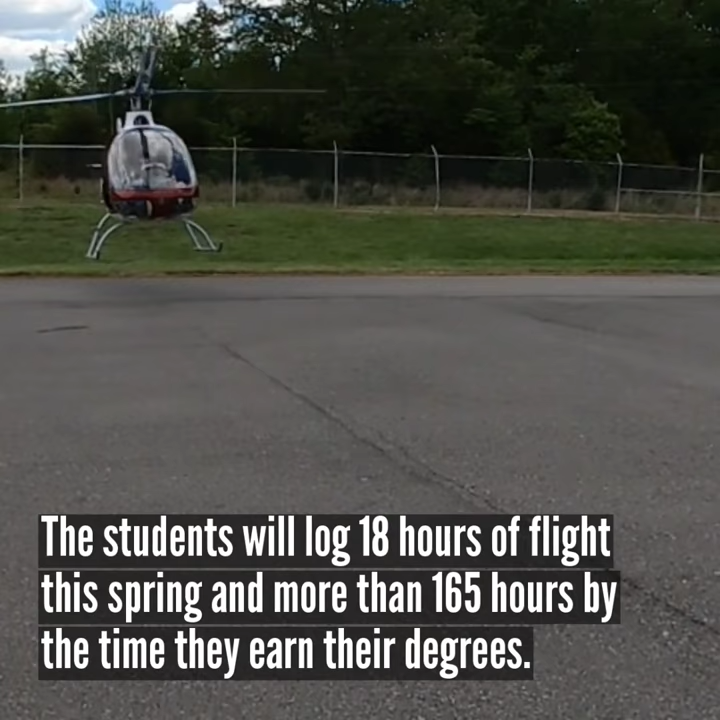 The students will log 18 hours of flight
this spring and more than 165 hours by
the time they earn their degrees.